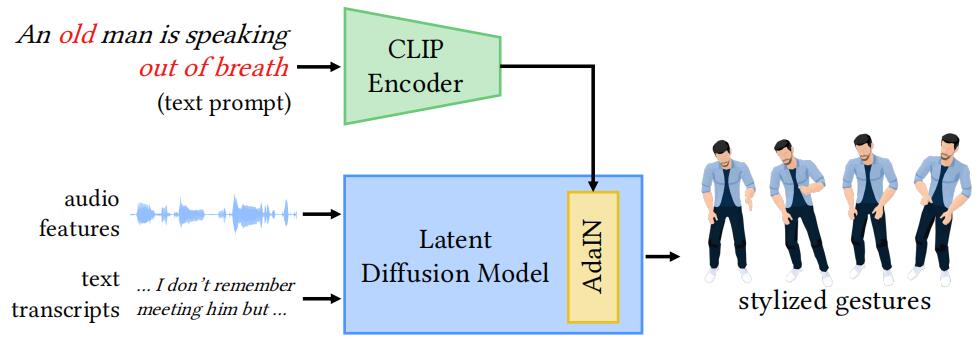 An old man is speaking
out of breath
(text prompt)
CLIP
Encoder
audio
features
text
transcripts
... I don't remember
meeting him but ...
Latent
Diffusion Model
AdaIN
stylized gestures